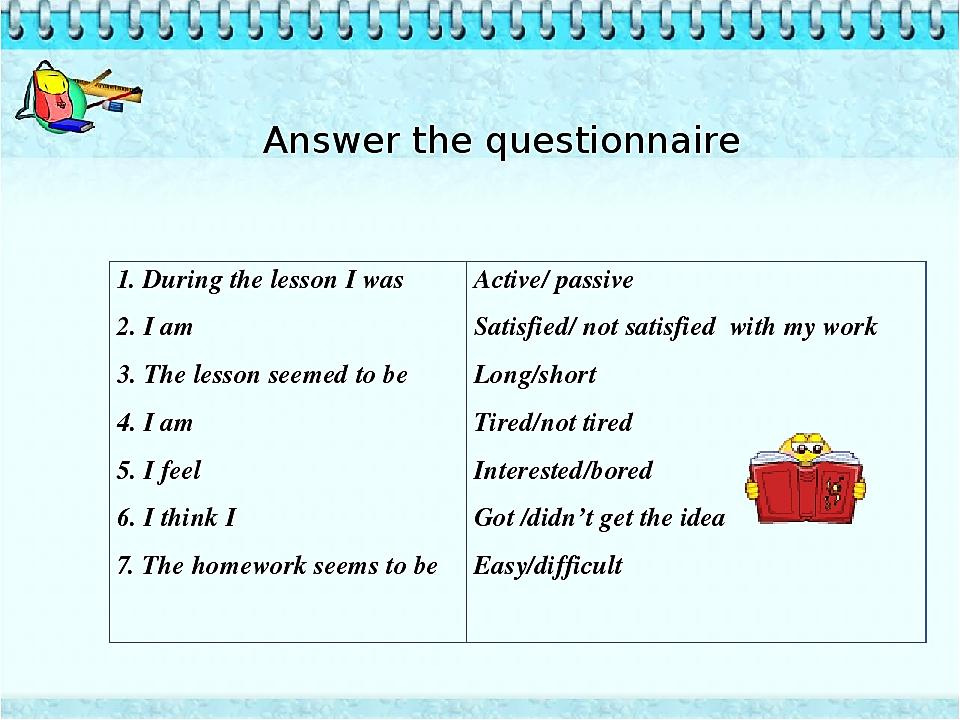 Answer the questionnaire
1. During the lesson I was Active/ passive
2. I am Satisfied/ not satisfied with my work
3. The lesson seemed to be Long/short
4. I am Tired/not tired
5. I feel Interested/bored
6. I think I Got /didn’t get the idea
7. The homework seems to be Easy/difficult